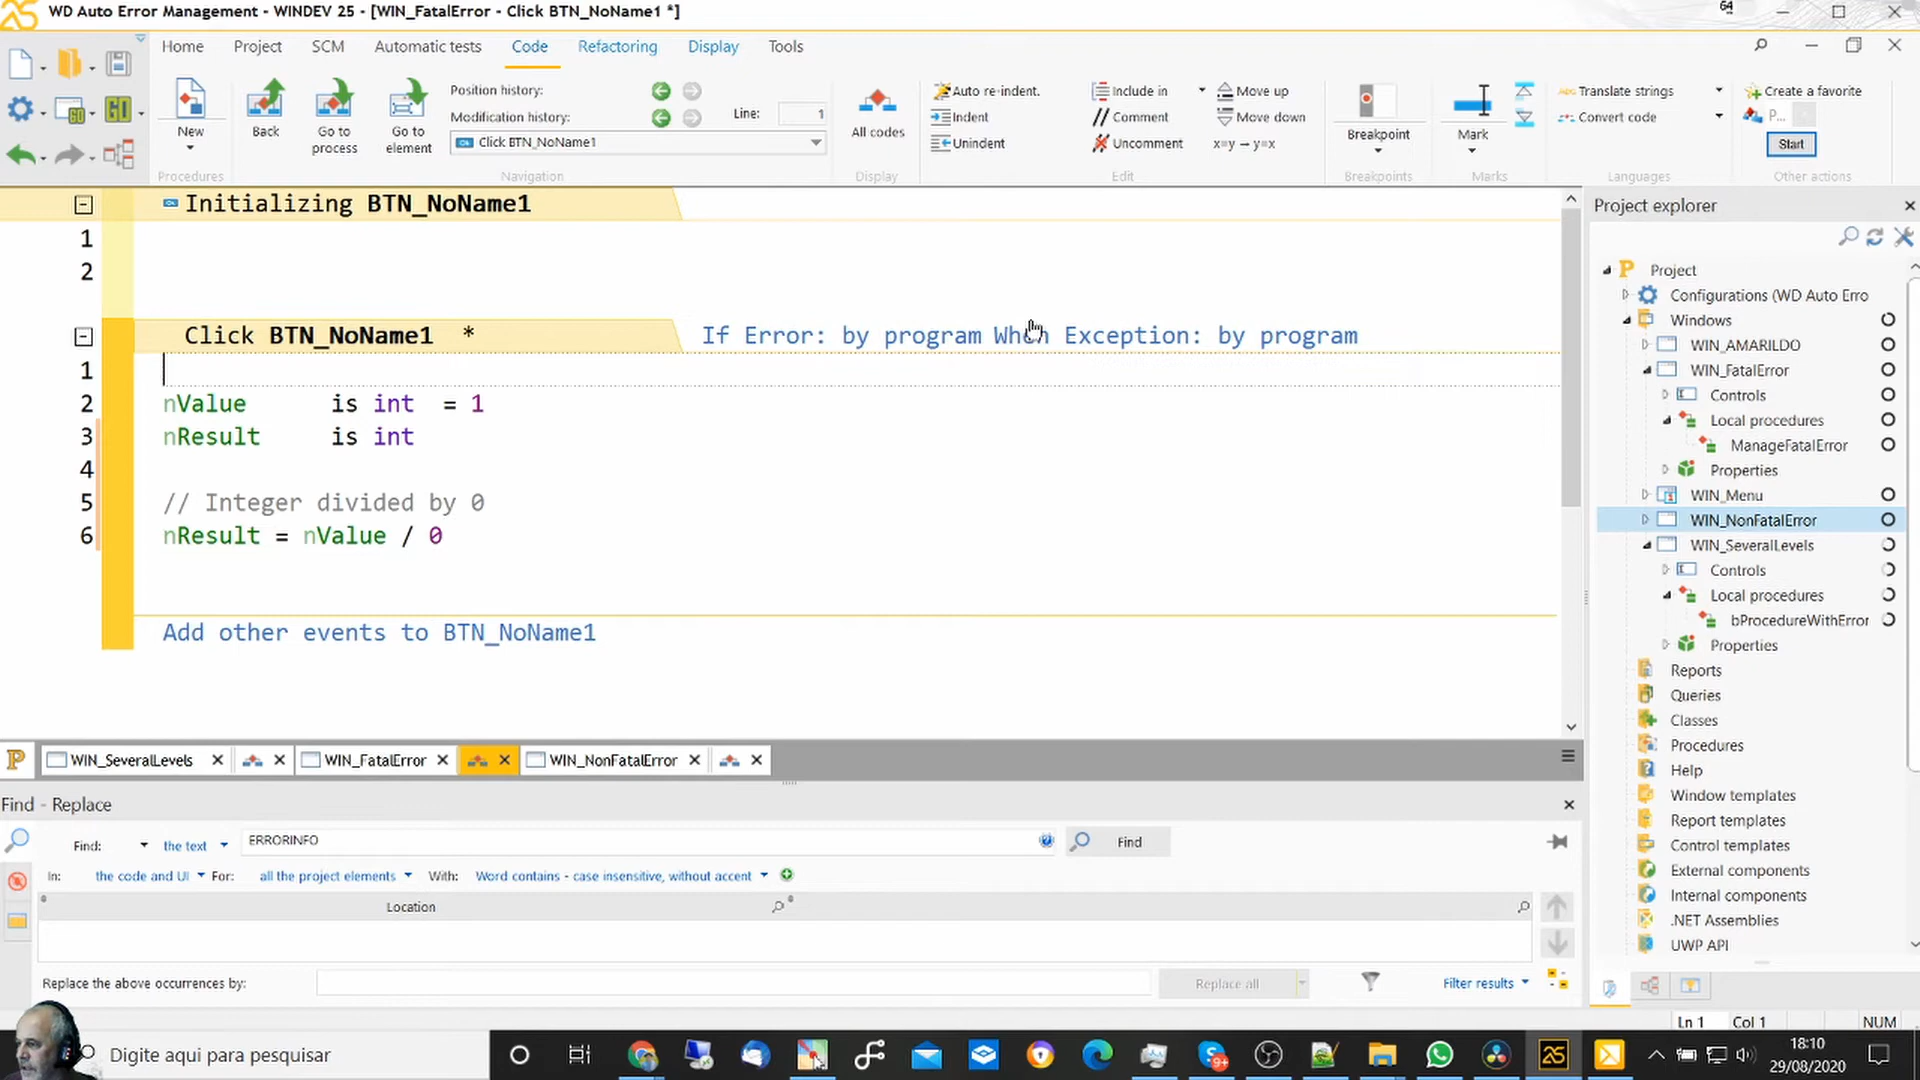 WD Auto Error Management - WINDEV 25 - [WIN_FatalError - Click BTN_NoName1 *]
64
Home Project SCM Automatic tests Code Refactoring Display Tools
New
Procedures
Back
Go to process
Go to element
Position history:
Modification history:
Line: 1
Click BTN_NoName1
Navigation
All codes
Display
Auto re-indent.
Indent
Unindent
Include in
Comment
Uncomment
Move up
Move down
x=y → y=x
Edit
Breakpoint
Breakpoints
Mark
Marks
Translate strings
Convert code
Languages
Create a favorite
P...
Start
Other actions
Initializing BTN_NoName1
1
2
Click BTN_NoName1 * If Error: by program When Exception: by program
1
2 nValue is int = 1
3 nResult is int
4
5 // Integer divided by 0
6 nResult = nValue / 0
Add other events to BTN_NoName1
Project explorer
Project
Configurations (WD Auto Erro
Windows
WIN_AMARILDO
WIN_FatalError
Controls
Local procedures
ManageFatalError
Properties
WIN_Menu
WIN_NonFatalError
WIN_SeveralLevels
Controls
Local procedures
bProcedureWithError
Properties
Reports
Queries
Classes
Procedures
Help
Window templates
Report templates
Control templates
External components
Internal components
.NET Assemblies
UWP API
WIN_SeveralLevels WIN_FatalError WIN_NonFatalError
Find - Replace
Find: the text ERRORINFO Find
In: the code and UI For: all the project elements With: Word contains - case insensitive, without accent
Location
Replace the above occurrences by: Replace all Filter results
Ln 1 Col 1 NUM
Digite aqui para pesquisar
18:10
29/08/2020